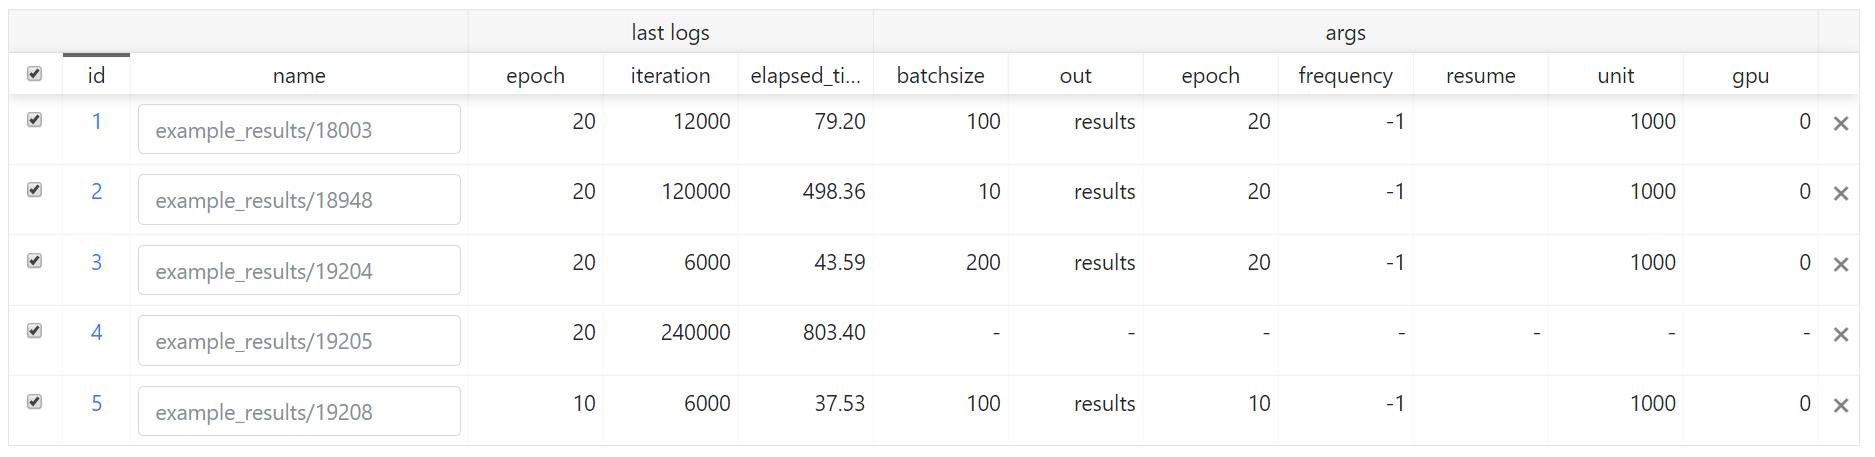 last logs args
id name epoch iteration elapsed_ti... batchsize out epoch frequency resume unit gpu
1 example_results/18003 20 12000 79.20 100 results 20 -1 1000 0
2 example_results/18948 20 120000 498.36 10 results 20 -1 1000 0
3 example_results/19204 20 6000 43.59 200 results 20 -1 1000 0
4 example_results/19205 20 240000 803.40 - - - - - - -
5 example_results/19208 10 6000 37.53 100 results 10 -1 1000 0